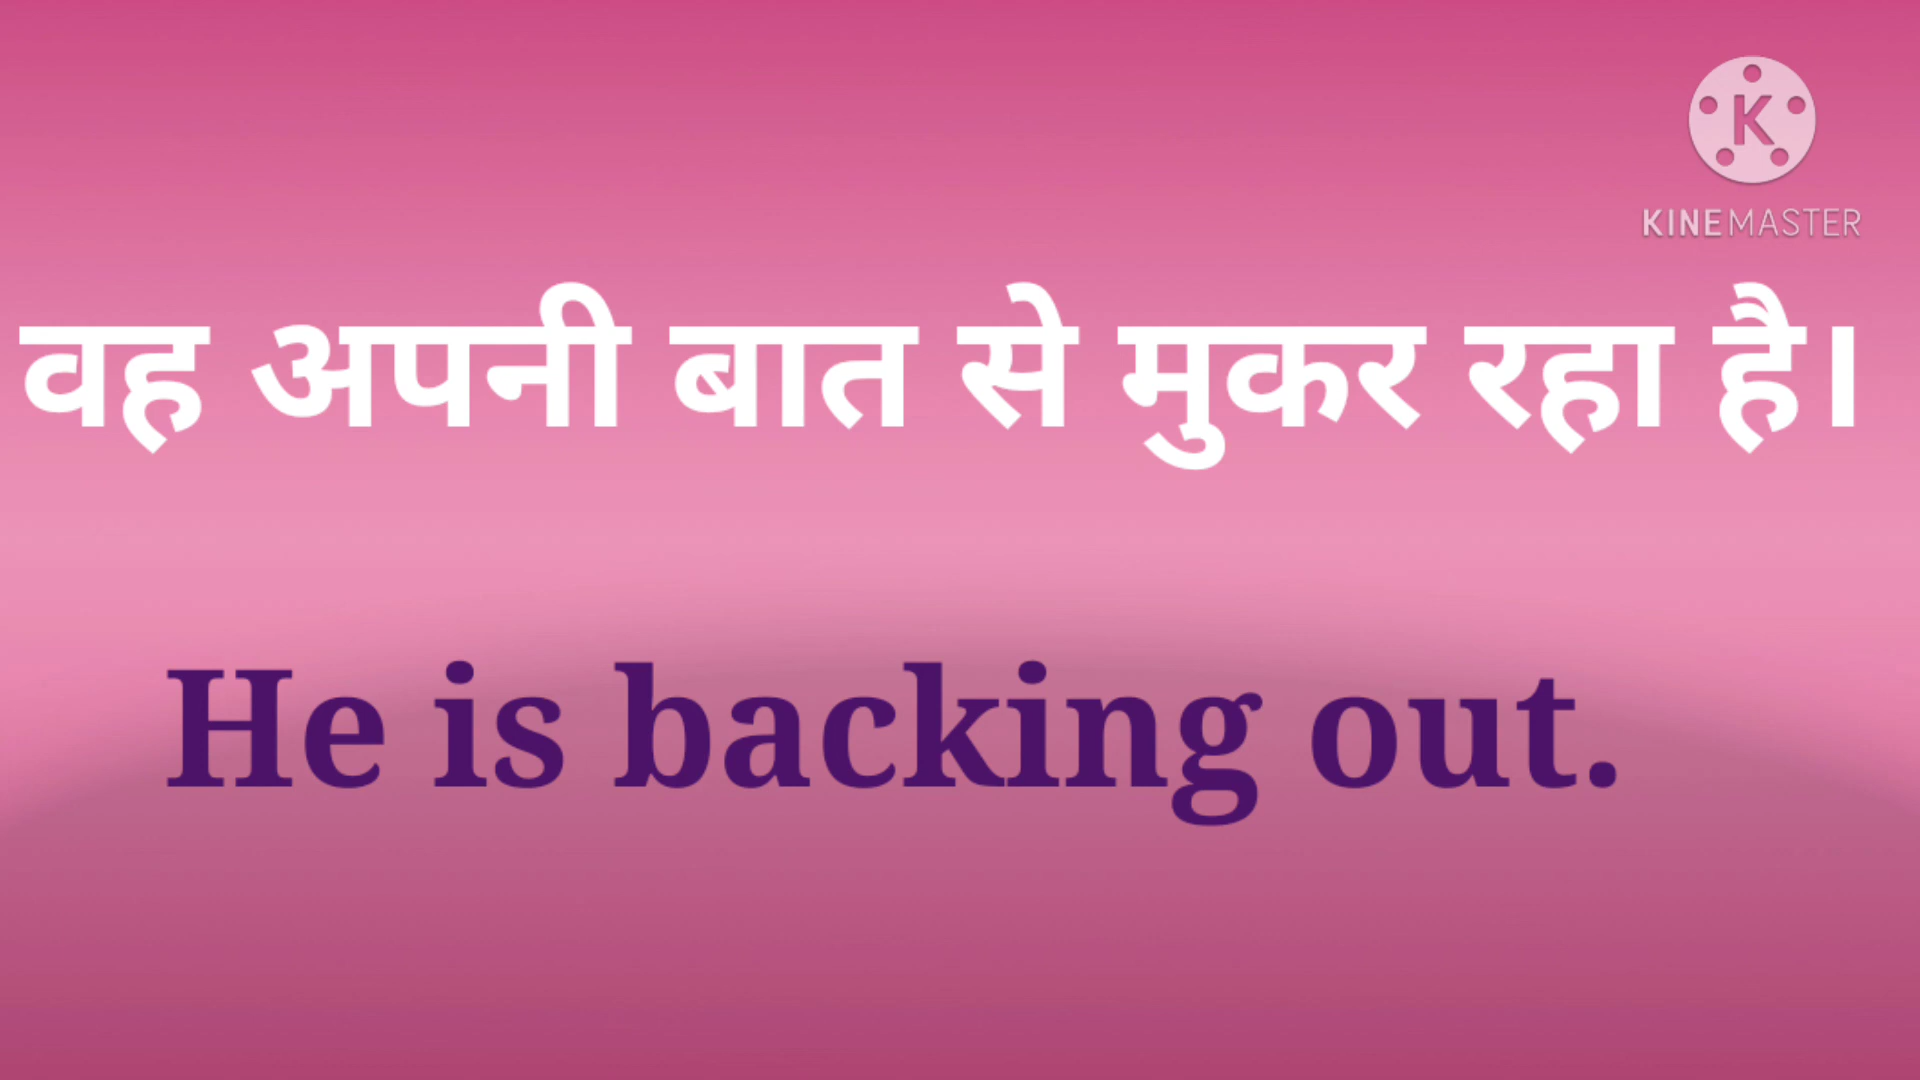 K
KINEMASTER
वह अपनी बात से मुकर रहा है।
He is backing out.